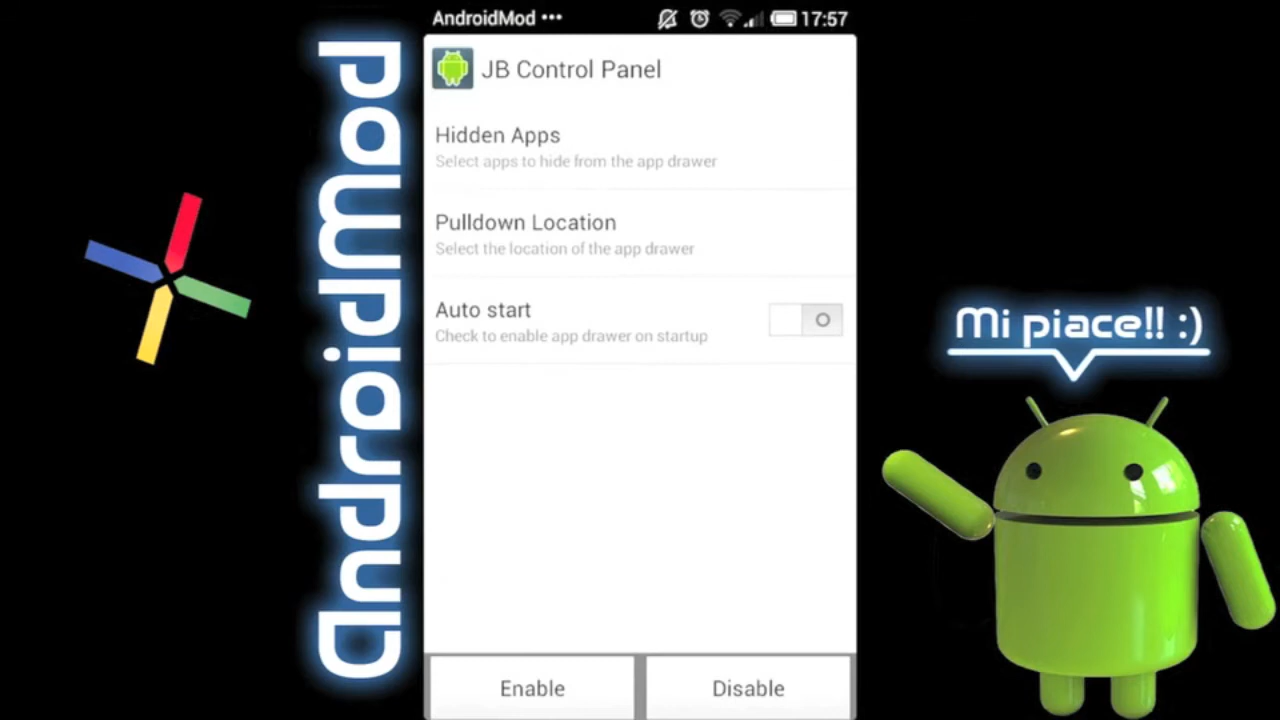 AndroidMod ••• 17:57
AndroidMod
JB Control Panel
Hidden Apps
Select apps to hide from the app drawer
Pulldown Location
Select the location of the app drawer
Auto start
Check to enable app drawer on startup
Mi piace!! :)
Enable Disable